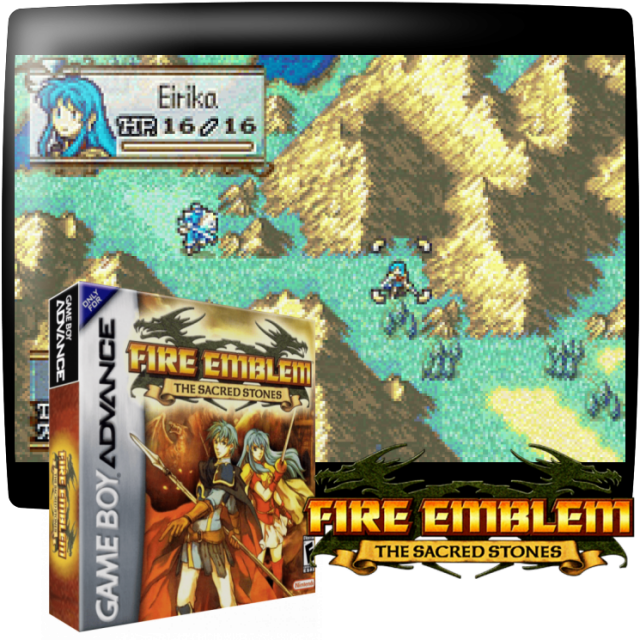 Eirika
HP 16/16
ONLY
FOR
GAME BOY
ADVANCE
GAME BOY ADVANCE
FIRE EMBLEM
THE SACRED STONES
FIRE EMBLEM
Nintendo
FIRE EMBLEM
THE SACRED STONES